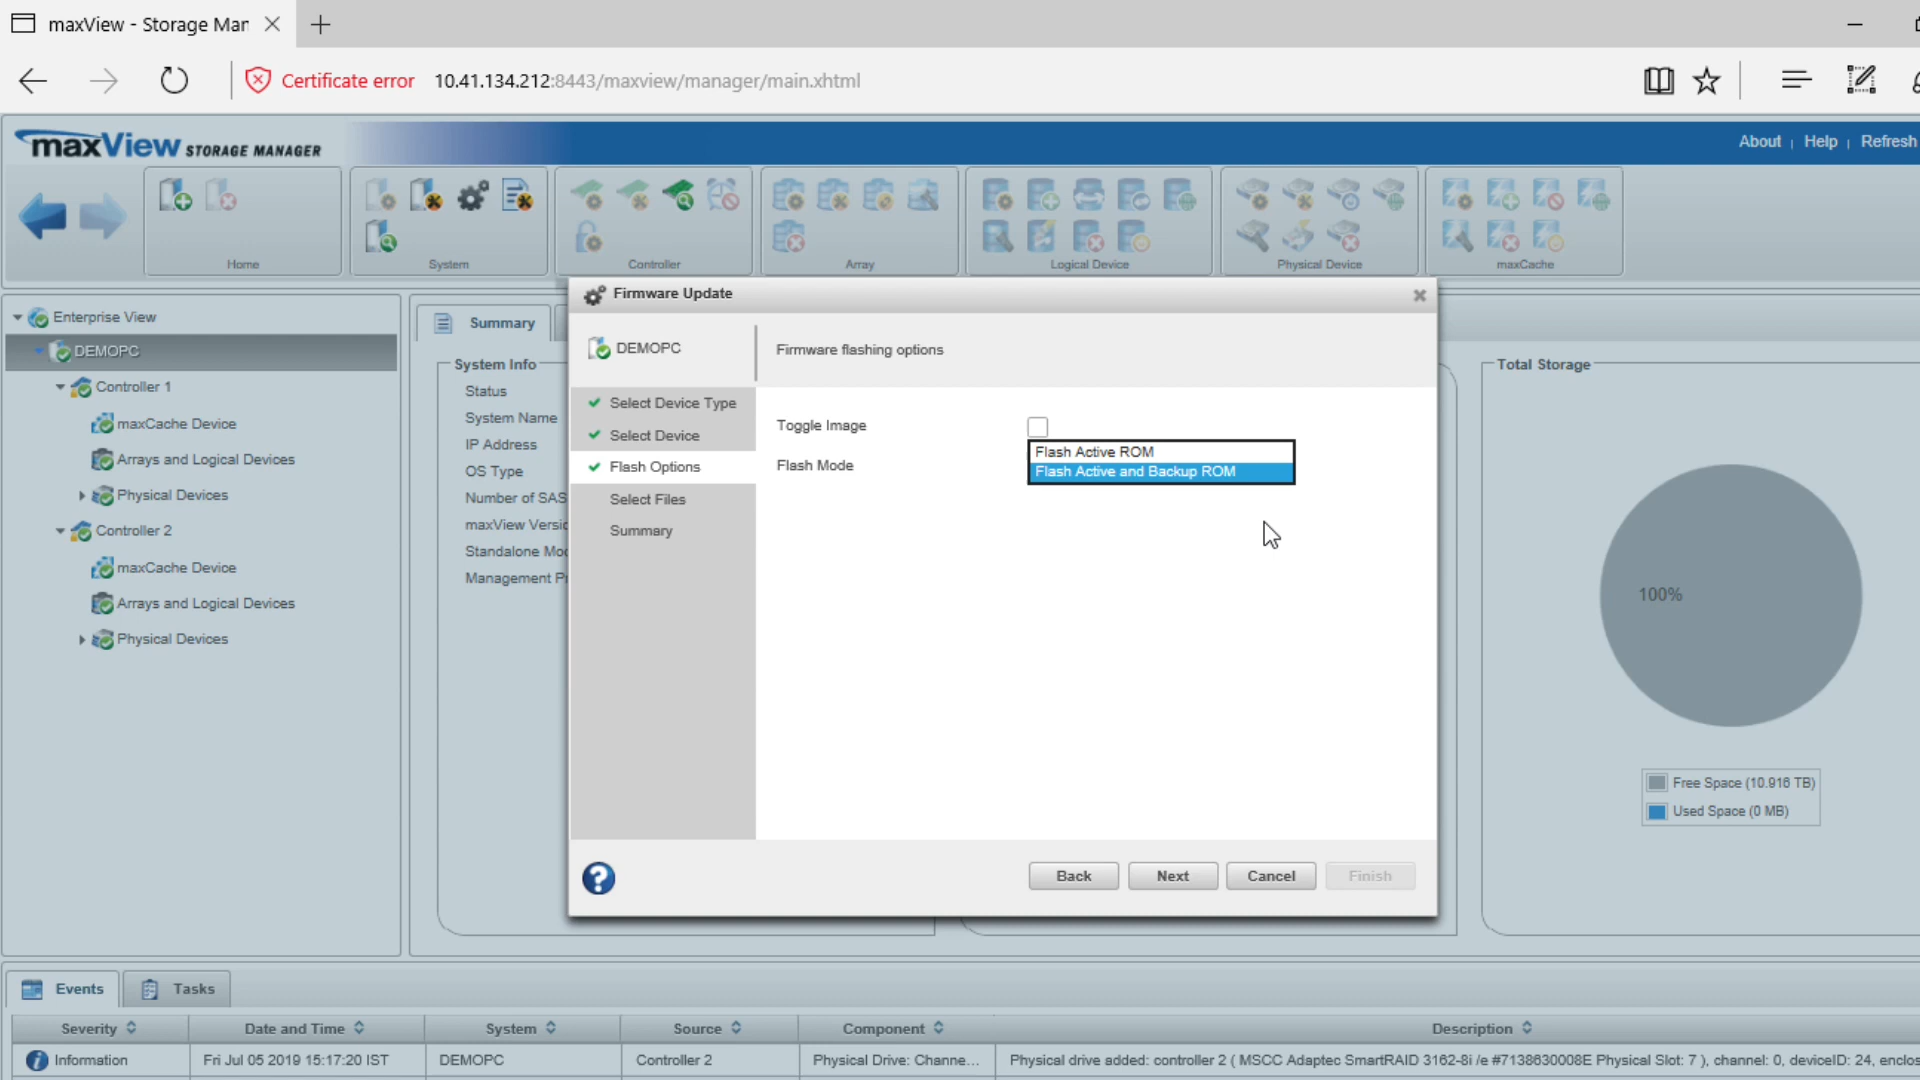 maxView - Storage Mar
Certificate error 10.41.134.212:8443/maxview/manager/main.xhtml
maxView STORAGE MANAGER
About | Help | Refresh
Home
System
Controller
Array
Logical Device
Physical Device
maxCache
Enterprise View
DEMOPC
Controller 1
maxCache Device
Arrays and Logical Devices
Physical Devices
Controller 2
maxCache Device
Arrays and Logical Devices
Physical Devices
Summary
System Info
Status
System Name
IP Address
OS Type
Number of SAS
maxView Versio
Standalone Mo
Management P
Firmware Update
DEMOPC
Firmware flashing options
Select Device Type
Select Device
Flash Options
Select Files
Summary
Toggle Image
Flash Mode
Flash Active ROM
Flash Active and Backup ROM
?
Back
Next
Cancel
Finish
Total Storage
100%
Free Space (10.916 TB)
Used Space (0 MB)
Events
Tasks
Severity Date and Time System Source Component Description
Information Fri Jul 05 2019 15:17:20 IST DEMOPC Controller 2 Physical Drive: Channe... Physical drive added: controller 2 ( MSCC Adaptec SmartRAID 3162-8i /e #7138630008E Physical Slot: 7 ), channel: 0, deviceID: 24, enclos